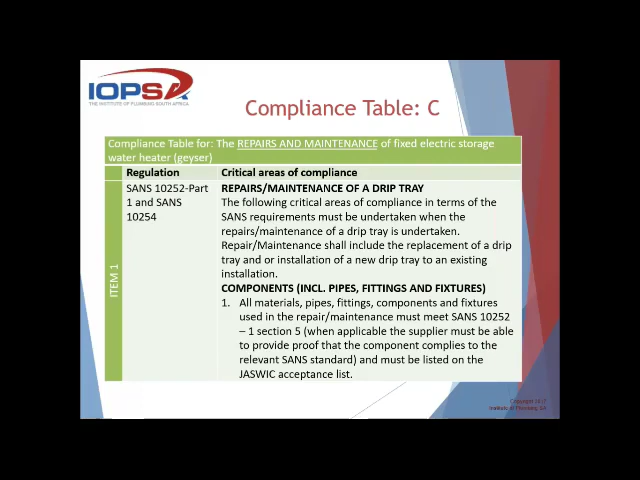 IOPSA
THE INSTITUTE OF PLUMBING SOUTH AFRICA
Compliance Table: C
Compliance Table for: The REPAIRS AND MAINTENANCE of fixed electric storage
water heater (geyser)
Regulation
Critical areas of compliance
ITEM 1
SANS 10252-Part
1 and SANS
10254
REPAIRS/MAINTENANCE OF A DRIP TRAY
The following critical areas of compliance in terms of the
SANS requirements must be undertaken when the
repairs/maintenance of a drip tray is undertaken.
Repair/Maintenance shall include the replacement of a drip
tray and or installation of a new drip tray to an existing
installation.
COMPONENTS (INCL. PIPES, FITTINGS AND FIXTURES)
1. All materials, pipes, fittings, components and fixtures
used in the repair/maintenance must meet SANS 10252
– 1 section 5 (when applicable the supplier must be able
to provide proof that the component complies to the
relevant SANS standard) and must be listed on the
JASWIC acceptance list.
Copyright 2017
Institute of Plumbing SA